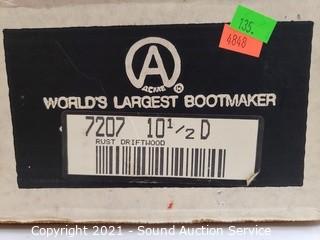 135.
4848
A
ACME ®
WORLD'S LARGEST BOOTMAKER
7207 10 1/2 D
RUST DRIFTWOOD
Copyright 2021 - Sound Auction Service